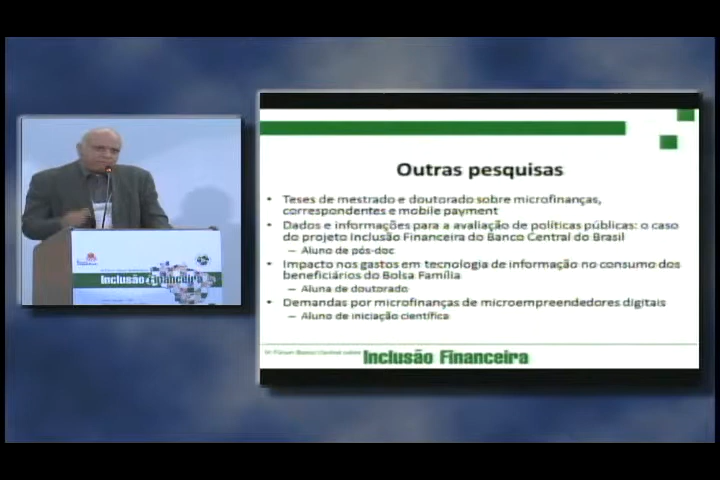 Outras pesquisas
• Teses de mestrado e doutorado sobre microfinanças,
correspondentes e mobile payment
• Dados e informações para a avaliação de políticas públicas: o caso
do projeto Inclusão Financeira do Banco Central do Brasil
– Aluno de pós-doc
• Impacto nos gastos em tecnologia de informação no consumo dos
beneficiários do Bolsa Família
– Aluna de doutorado
• Demandas por microfinanças de microempreendedores digitais
– Aluno de iniciação científica
Inclusão Financeira
Inclusão Financeira